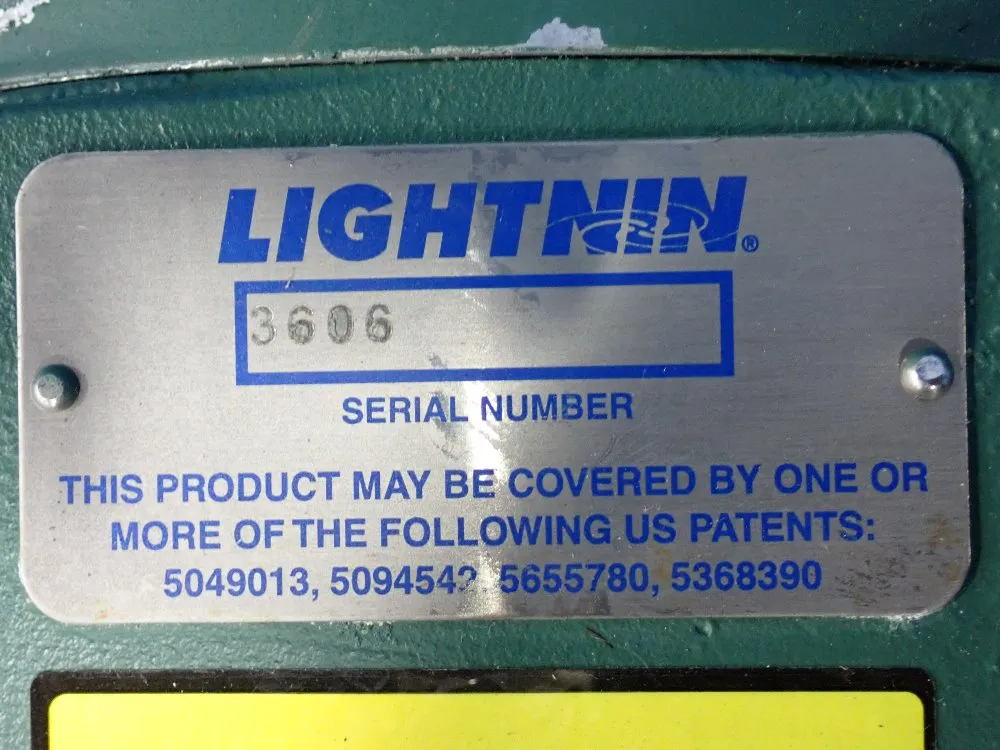 LIGHTNIN®
3606
SERIAL NUMBER
THIS PRODUCT MAY BE COVERED BY ONE OR
MORE OF THE FOLLOWING US PATENTS:
5049013, 5655780, 5368390